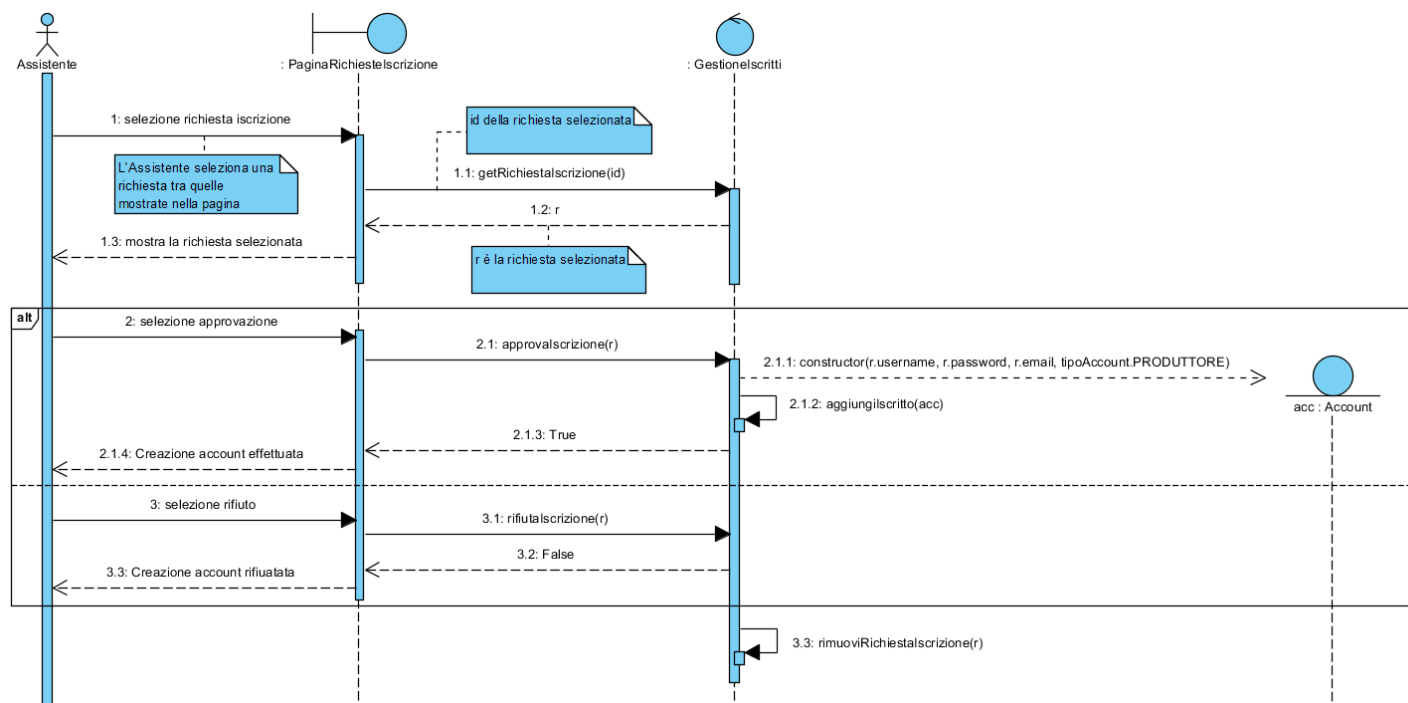 Assistente
: PaginaRichiesteIscrizione
: GestioneIscritti
1: selezione richiesta iscrizione
id della richiesta selezionata
L'Assistente seleziona una
richiesta tra quelle
mostrate nella pagina
1.1: getRichiestaIscrizione(id)
1.2: r
1.3: mostra la richiesta selezionata
r è la richiesta selezionata
alt
2: selezione approvazione
2.1: approvaIscrizione(r)
2.1.1: constructor(r.username, r.password, r.email, tipoAccount.PRODUTTORE)
acc : Account
2.1.2: aggiungiIscritto(acc)
2.1.3: True
2.1.4: Creazione account effettuata
3: selezione rifiuto
3.1: rifiutaIscrizione(r)
3.2: False
3.3: Creazione account rifiuatata
3.3: rimuoviRichiestaIscrizione(r)